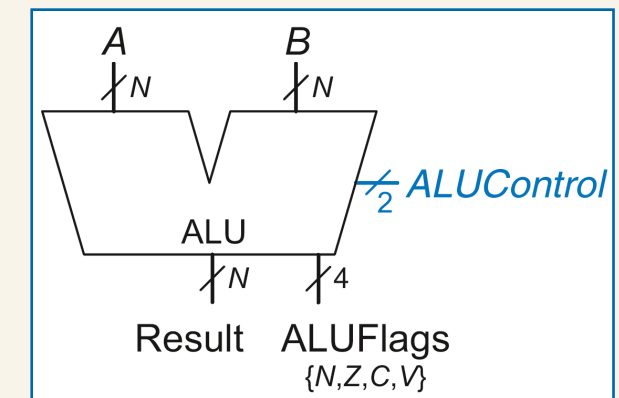 A B
N N
2 ALUControl
ALU
N 4
Result ALUFlags
{N,Z,C,V}